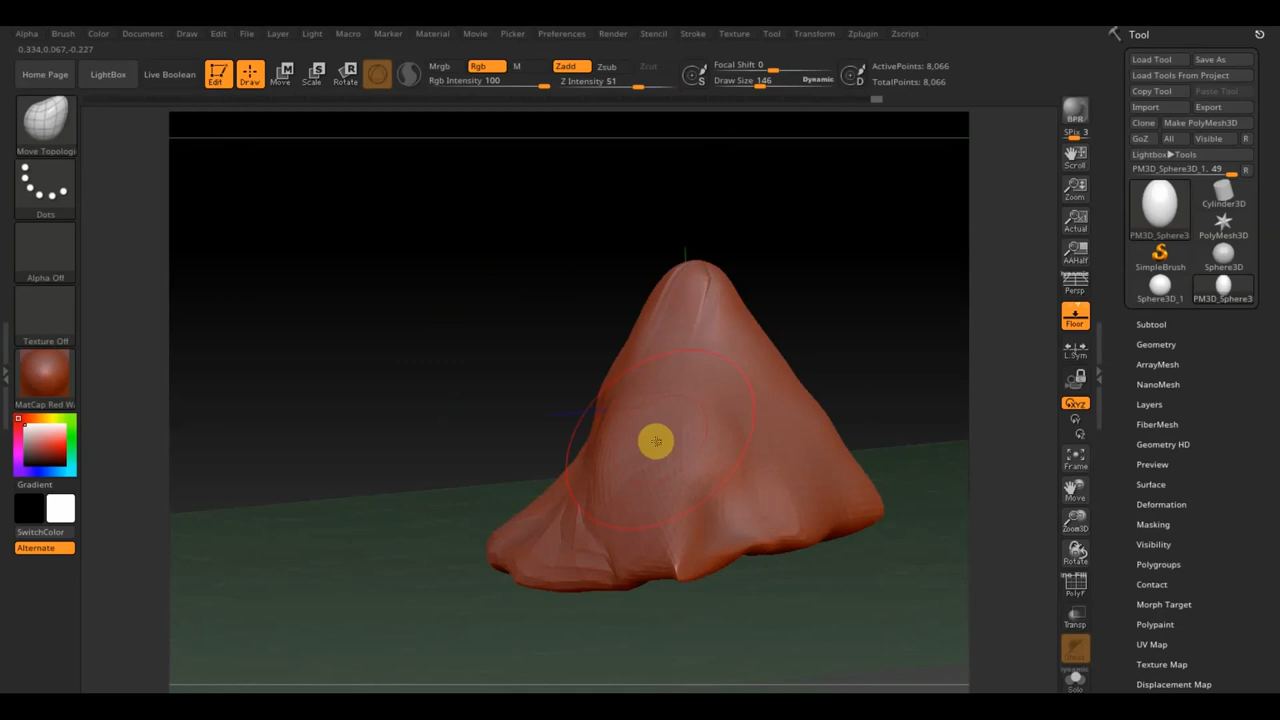 Alpha Brush Color Document Draw Edit File Layer Light Macro Marker Material Movie Picker Preferences Render Stencil Stroke Texture Tool Transform Zplugin Zscript
Tool
0.334,0.067,-0.227
Home Page
LightBox
Live Boolean
Edit
Draw
Move
Scale
Rotate
Mrgb Rgb M
Rgb Intensity 100
Zadd Zsub Zcut
Z Intensity 51
Focal Shift 0
Draw Size 146
Dynamic
S
D
ActivePoints: 8,066
TotalPoints: 8,066
Move Topologi
Dots
Alpha Off
Texture Off
MatCap Red Wa
Gradient
SwitchColor
Alternate
BPR
SPix 3
Scroll
Zoom
Actual
AAHalf
Dynamic
Persp
Floor
L.Sym
XYZ
Frame
Move
Zoom3D
Rotate
PolyF
Transp
Dynamic
Solo
Load Tool Save As
Load Tools From Project
Copy Tool Paste Tool
Import Export
Clone Make PolyMesh3D
GoZ All Visible R
Lightbox▶Tools
PM3D_Sphere3D_1. 49 R
PM3D_Sphere3
Cylinder3D
PolyMesh3D
SimpleBrush
Sphere3D
Sphere3D_1
PM3D_Sphere3
Subtool
Geometry
ArrayMesh
NanoMesh
Layers
FiberMesh
Geometry HD
Preview
Surface
Deformation
Masking
Visibility
Polygroups
Contact
Morph Target
Polypaint
UV Map
Texture Map
Displacement Map